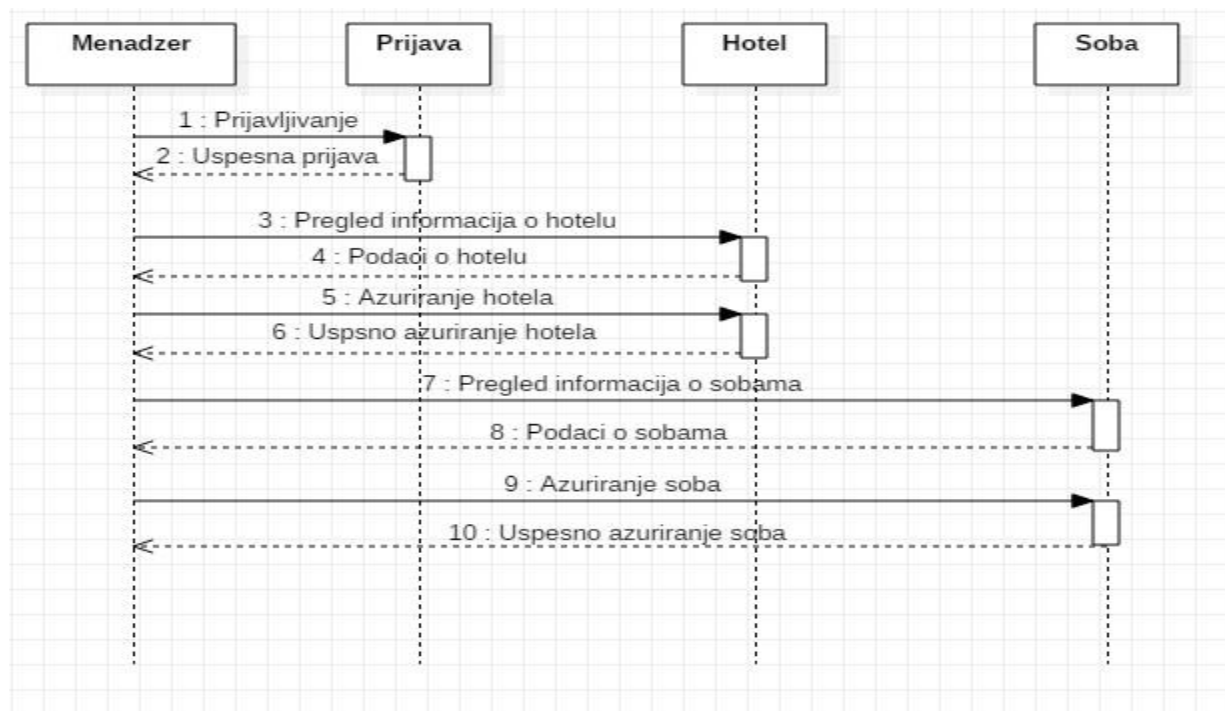 Menadzer
Prijava
Hotel
Soba
1 : Prijavljivanje
2 : Uspesna prijava
3 : Pregled informacija o hotelu
4 : Podaci o hotelu
5 : Azuriranje hotela
6 : Uspsno azuriranje hotela
7 : Pregled informacija o sobama
8 : Podaci o sobama
9 : Azuriranje soba
10 : Uspesno azuriranje soba